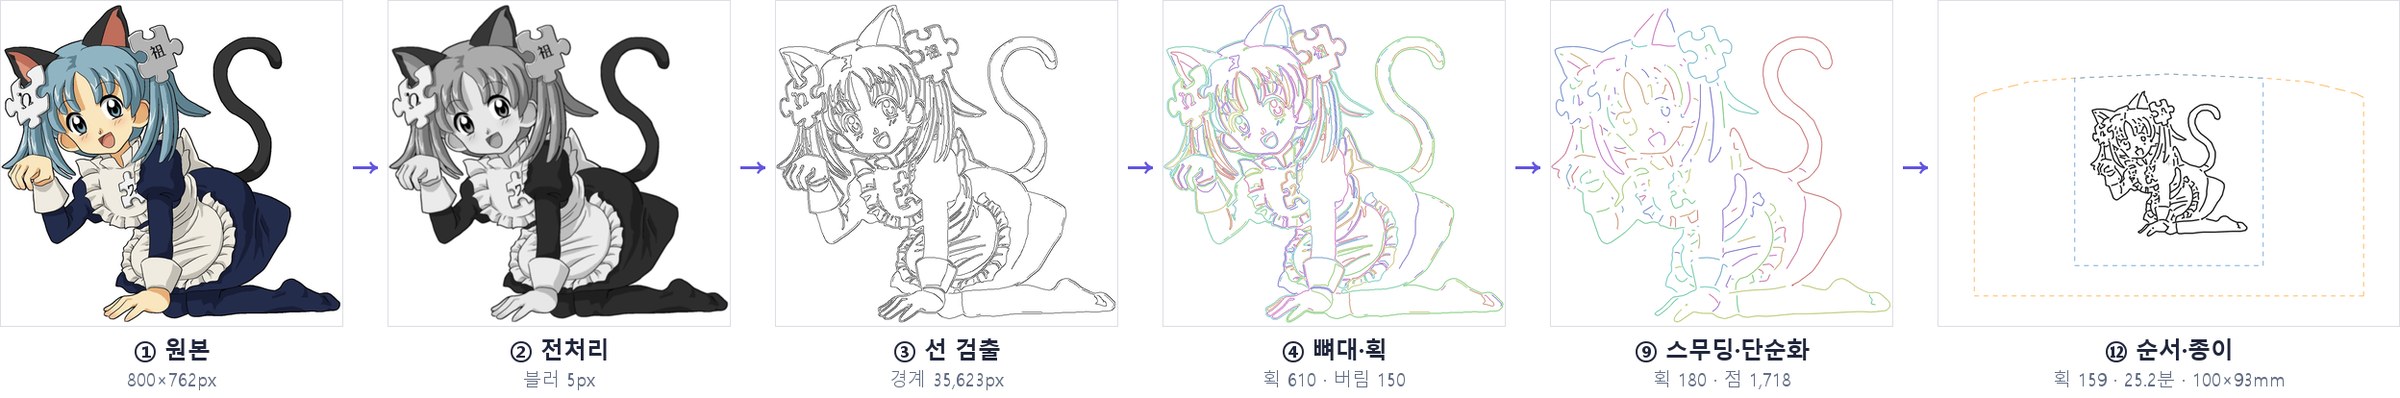 祖
→ → → → →
① 원본
800×762px
② 전처리
블러 5px
③ 선 검출
경계 35,623px
④ 뼈대·획
획 610 · 버림 150
⑨ 스무딩·단순화
획 180 · 점 1,718
⑫ 순서·종이
획 159 · 25.2분 · 100×93mm